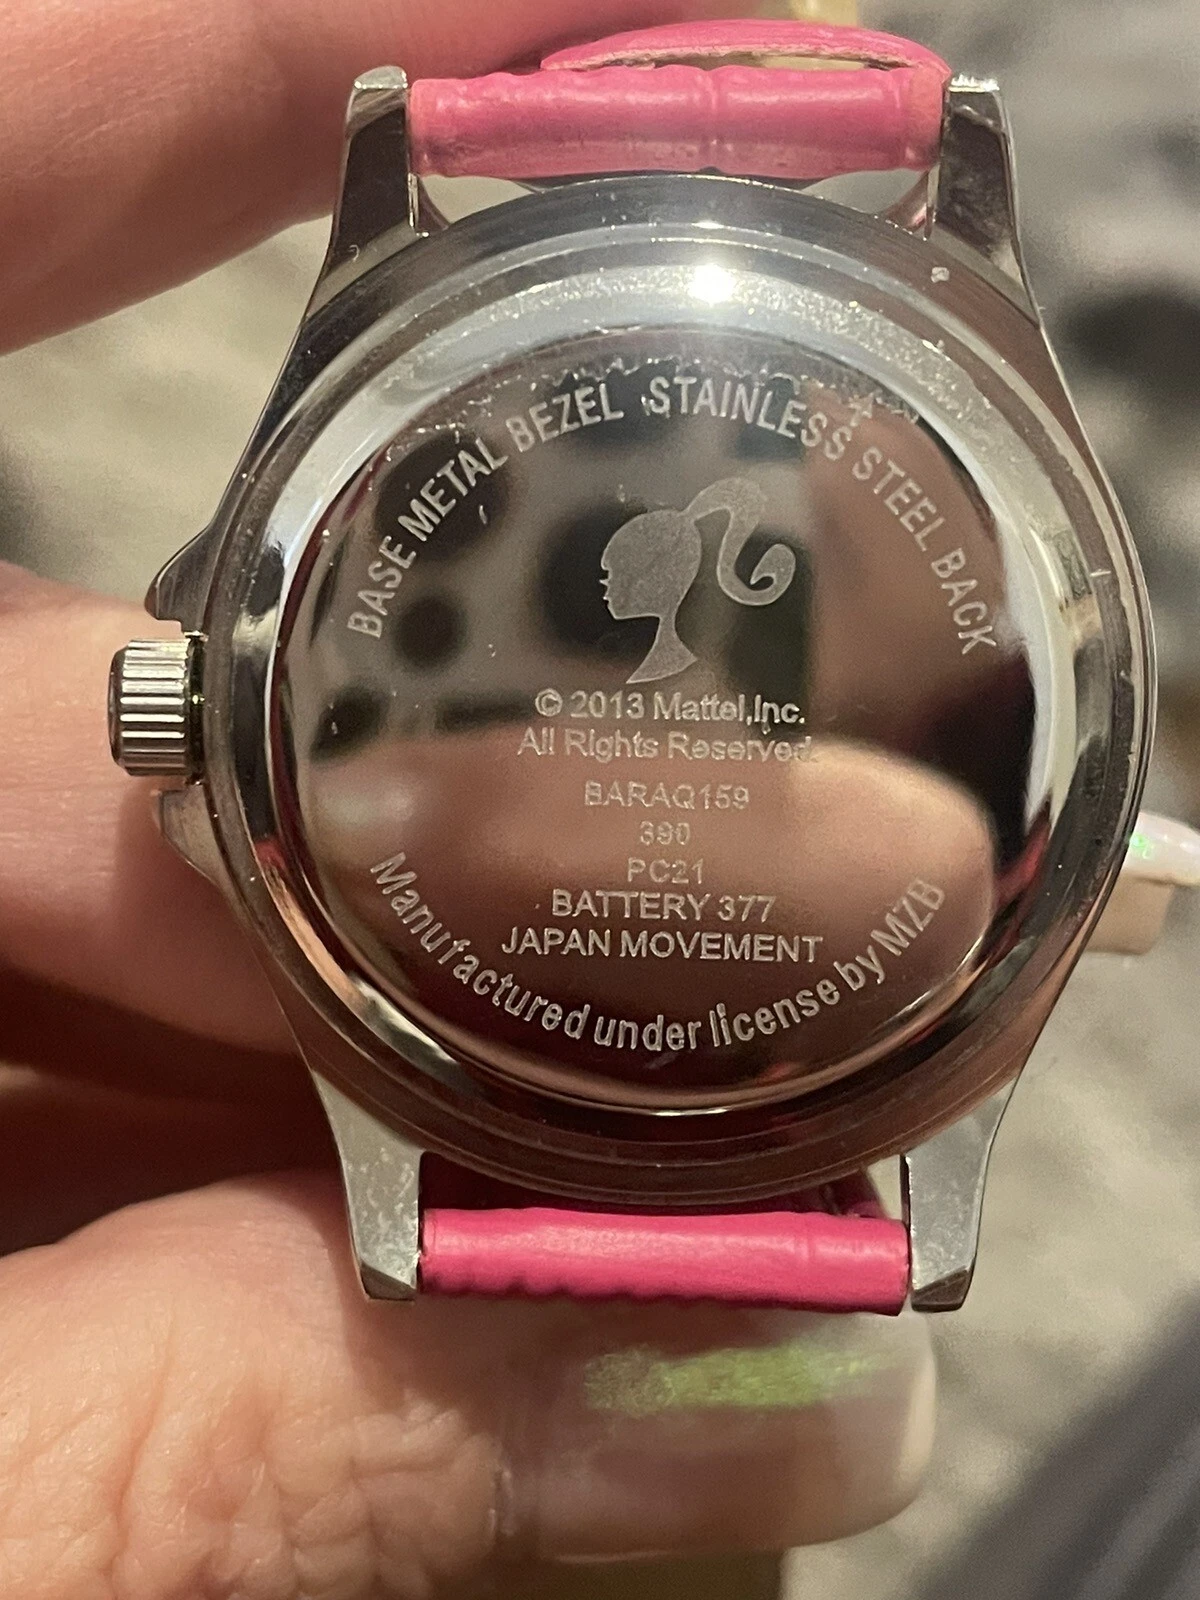 BASE METAL BEZEL STAINLESS STEEL BACK
© 2013 Mattel,Inc.
All Rights Reserved.
BARAQ159
390
PC21
BATTERY 377
JAPAN MOVEMENT
Manufactured under license by MZB